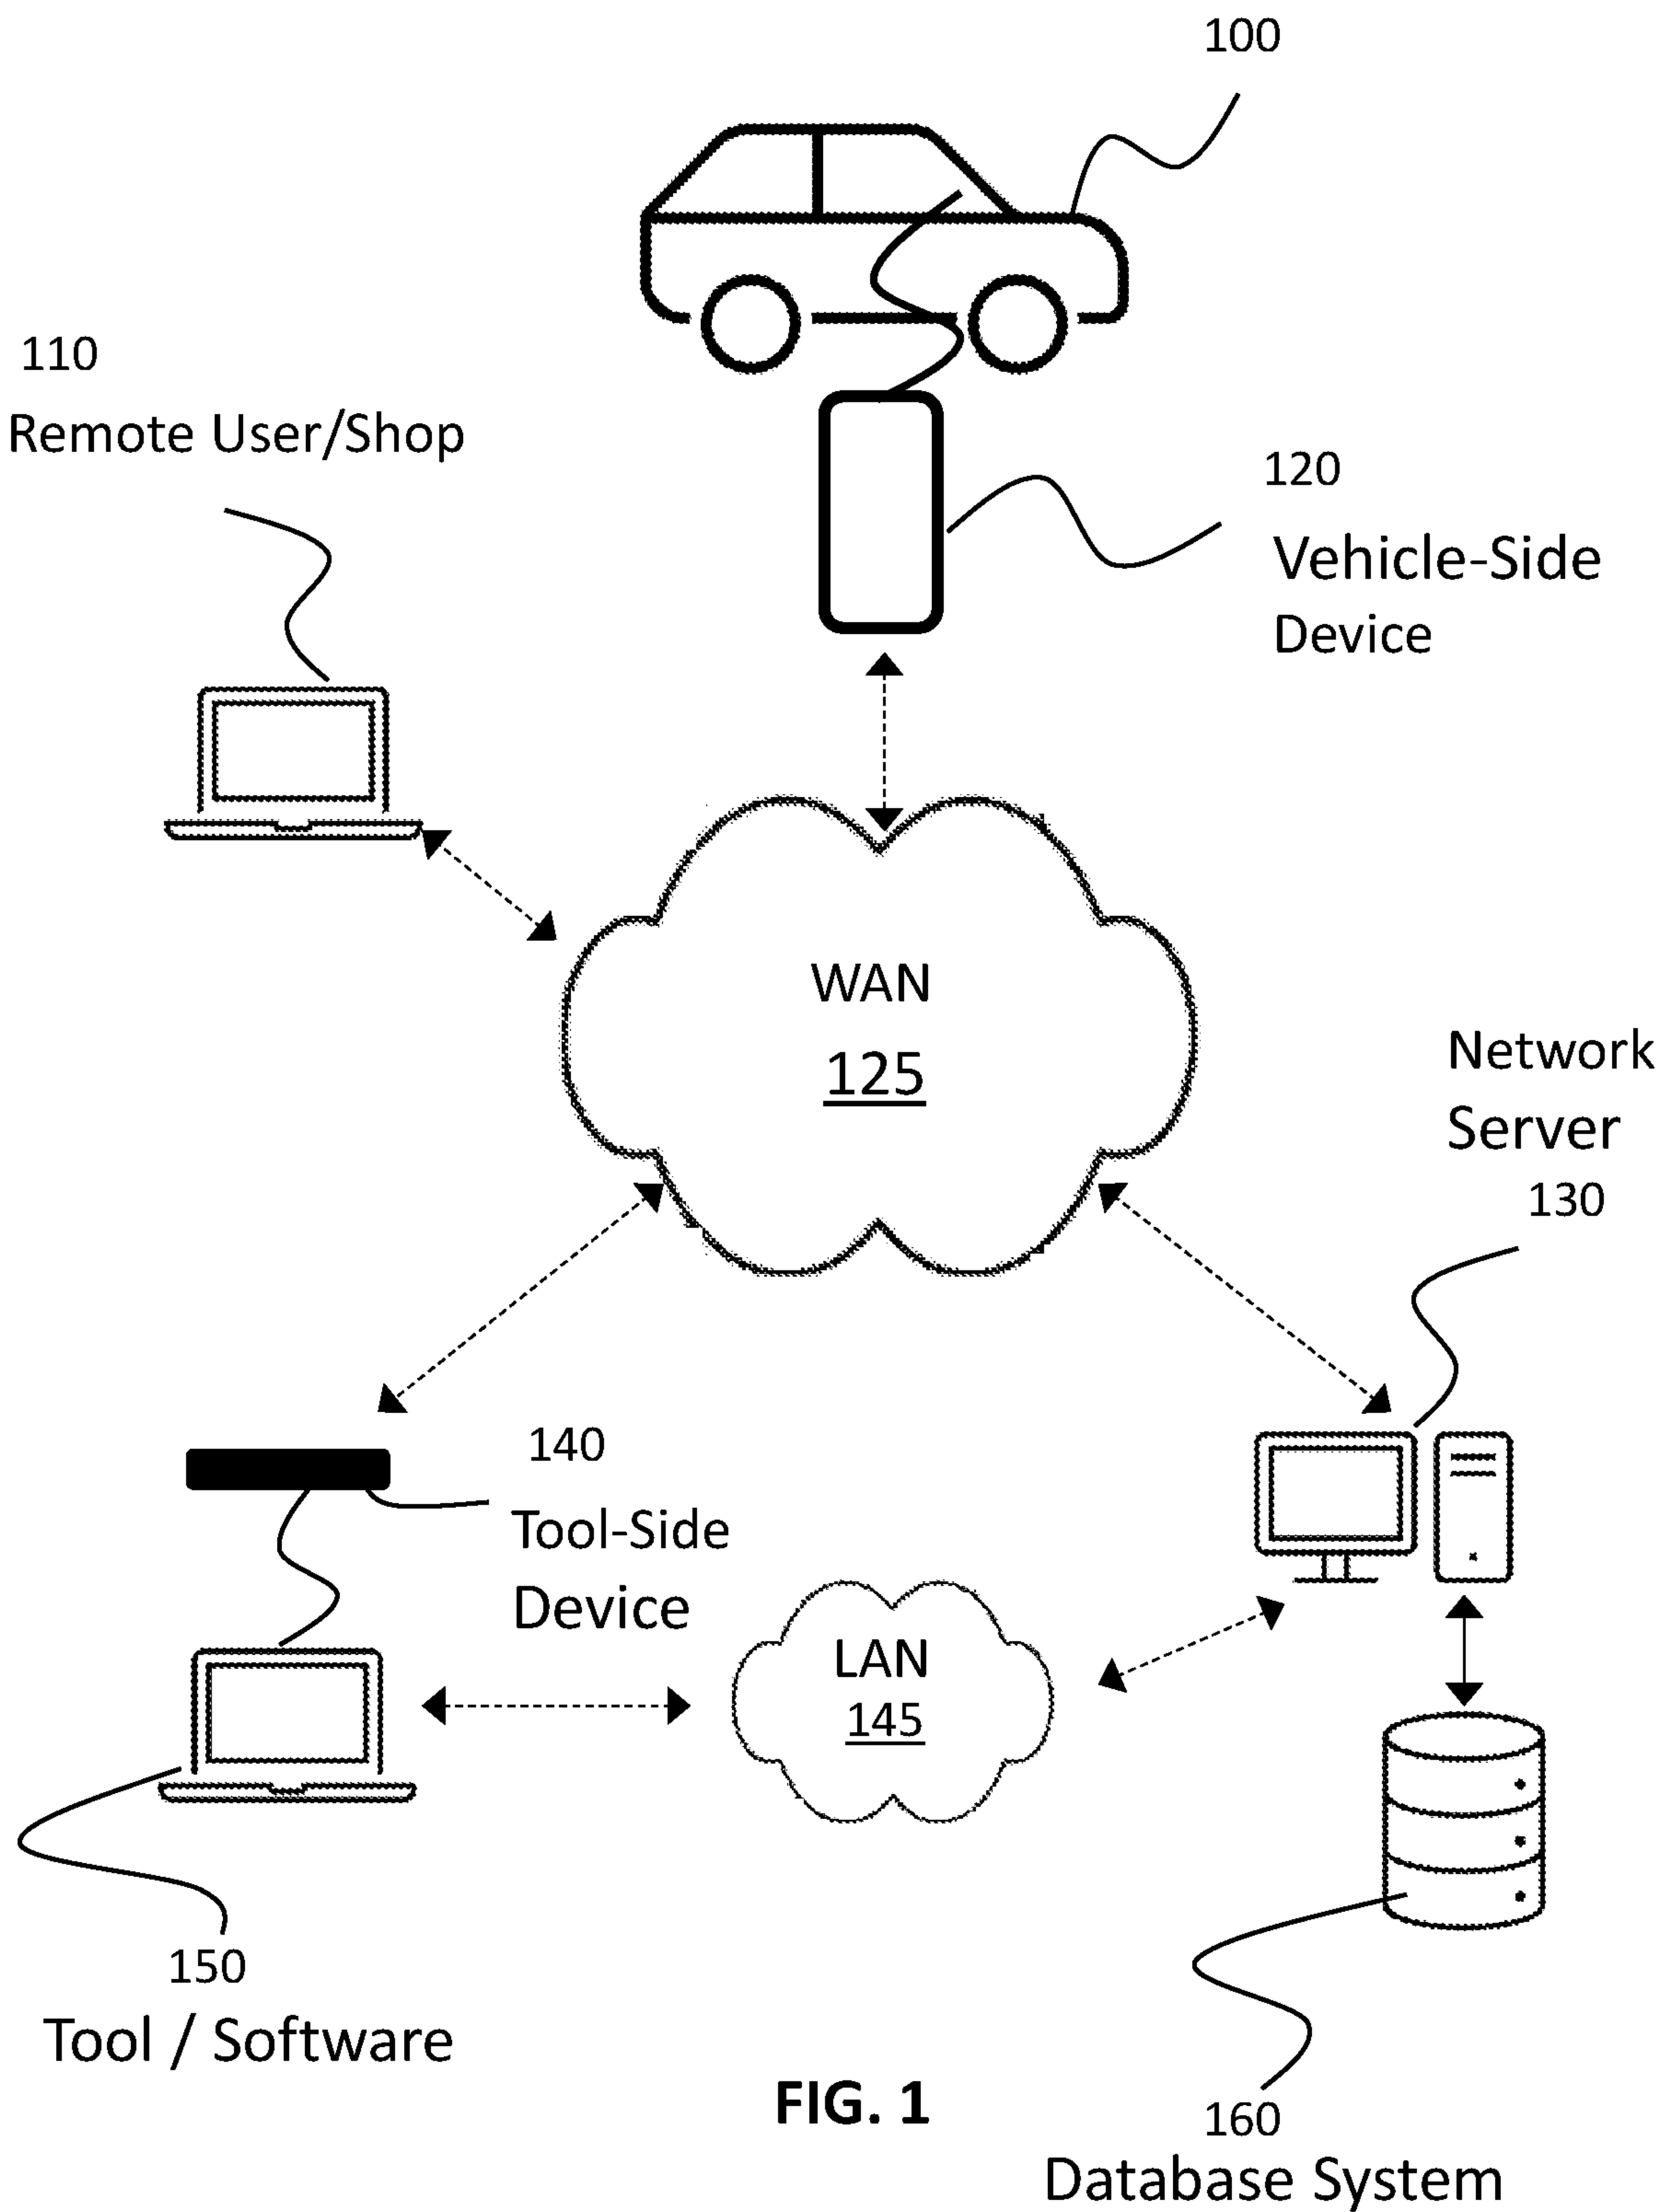 100
110
Remote User/Shop
120
Vehicle-Side
Device
WAN
125
Network
Server
130
140
Tool-Side
Device
LAN
145
150
Tool / Software
FIG. 1
160
Database System